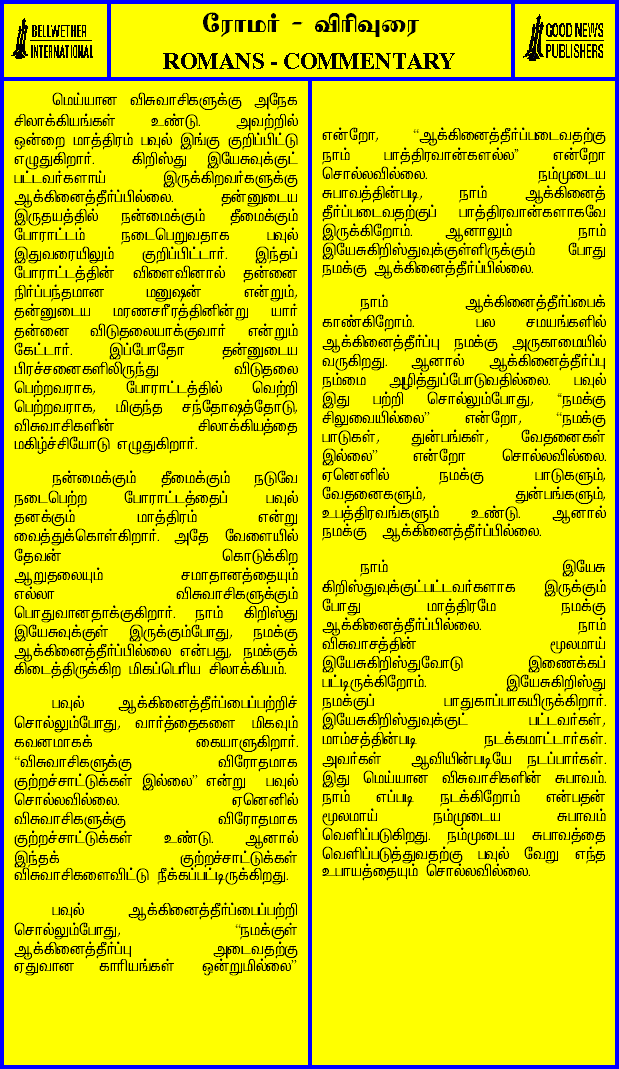 BELLWETHER
INTERNATIONAL
ரோமர் - விரிவுரை
ROMANS - COMMENTARY
GOOD NEWS
PUBLISHERS
மெய்யான விசுவாசிகளுக்கு அநேக
சிலாக்கியங்கள் உண்டு. அவற்றில்
ஒன்றை மாத்திரம் பவுல் இங்கு குறிப்பிட்டு
எழுதுகிறார். கிறிஸ்து இயேசுவுக்குட்
பட்டவர்களாய் இருக்கிறவர்களுக்கு
ஆக்கினைத்தீர்ப்பில்லை. தன்னுடைய
இருதயத்தில் நன்மைக்கும் தீமைக்கும்
போராட்டம் நடைபெறுவதாக பவுல்
இதுவரையிலும் குறிப்பிட்டார். இந்தப்
போராட்டத்தின் விளைவினால் தன்னை
நிர்ப்பந்தமான மனுஷன் என்றும்,
தன்னுடைய மரணசரீரத்தினின்று யார்
தன்னை விடுதலையாக்குவார் என்றும்
கேட்டார். இப்போதோ தன்னுடைய
பிரச்சனைகளிலிருந்து விடுதலை
பெற்றவராக, போராட்டத்தில் வெற்றி
பெற்றவராக, மிகுந்த சந்தோஷத்தோடு,
விசுவாசிகளின் சிலாக்கியத்தை
மகிழ்ச்சியோடு எழுதுகிறார்.
நன்மைக்கும் தீமைக்கும் நடுவே
நடைபெற்ற போராட்டத்தைப் பவுல்
தனக்கும் மாத்திரம் என்று
வைத்துக்கொள்கிறார். அதே வேளையில்
தேவன் கொடுக்கிற
ஆறுதலையும் சமாதானத்தையும்
எல்லா விசுவாசிகளுக்கும்
பொதுவானதாக்குகிறார். நாம் கிறிஸ்து
இயேசுவுக்குள் இருக்கும்போது, நமக்கு
ஆக்கினைத்தீர்ப்பில்லை என்பது, நமக்குக்
கிடைத்திருக்கிற மிகப்பெரிய சிலாக்கியம்.
பவுல் ஆக்கினைத்தீர்ப்பைப்பற்றிச்
சொல்லும்போது, வார்த்தைகளை மிகவும்
கவனமாகக் கையாளுகிறார்.
“விசுவாசிகளுக்கு விரோதமாக
குற்றச்சாட்டுக்கள் இல்லை” என்று பவுல்
சொல்லவில்லை. ஏனெனில்
விசுவாசிகளுக்கு விரோதமாக
குற்றச்சாட்டுக்கள் உண்டு. ஆனால்
இந்தக் குற்றச்சாட்டுக்கள்
விசுவாசிகளைவிட்டு நீக்கப்பட்டிருக்கிறது.
பவுல் ஆக்கினைத்தீர்ப்பைப்பற்றி
சொல்லும்போது, “நமக்குள்
ஆக்கினைத்தீர்ப்பு அடைவதற்கு
ஏதுவான காரியங்கள் ஒன்றுமில்லை”
என்றோ, “ஆக்கினைத்தீர்ப்படைவதற்கு
நாம் பாத்திரவான்களல்ல” என்றோ
சொல்லவில்லை. நம்முடைய
சுபாவத்தின்படி, நாம் ஆக்கினைத்
தீர்ப்படைவதற்குப் பாத்திரவான்களாகவே
இருக்கிறோம். ஆனாலும் நாம்
இயேசுகிறிஸ்துவுக்குள்ளிருக்கும் போது
நமக்கு ஆக்கினைத்தீர்ப்பில்லை.
நாம் ஆக்கினைத்தீர்ப்பைக்
காண்கிறோம். பல சமயங்களில்
ஆக்கினைத்தீர்ப்பு நமக்கு அருகாமையில்
வருகிறது. ஆனால் ஆக்கினைத்தீர்ப்பு
நம்மை அழித்துப்போடுவதில்லை. பவுல்
இது பற்றி சொல்லும்போது, “நமக்கு
சிலுவையில்லை” என்றோ, “நமக்கு
பாடுகள், துன்பங்கள், வேதனைகள்
இல்லை” என்றோ சொல்லவில்லை.
ஏனெனில் நமக்கு பாடுகளும்,
வேதனைகளும், துன்பங்களும்,
உபத்திரவங்களும் உண்டு. ஆனால்
நமக்கு ஆக்கினைத்தீர்ப்பில்லை.
நாம் இயேசு
கிறிஸ்துவுக்குட்பட்டவர்களாக இருக்கும்
போது மாத்திரமே நமக்கு
ஆக்கினைத்தீர்ப்பில்லை. நாம்
விசுவாசத்தின் மூலமாய்
இயேசுகிறிஸ்துவோடு இணைக்கப்
பட்டிருக்கிறோம். இயேசுகிறிஸ்து
நமக்குப் பாதுகாப்பாகயிருக்கிறார்.
இயேசுகிறிஸ்துவுக்குட் பட்டவர்கள்,
மாம்சத்தின்படி நடக்கமாட்டார்கள்.
அவர்கள் ஆவியின்படியே நடப்பார்கள்.
இது மெய்யான விசுவாசிகளின் சுபாவம்.
நாம் எப்படி நடக்கிறோம் என்பதன்
மூலமாய் நம்முடைய சுபாவம்
வெளிப்படுகிறது. நம்முடைய சுபாவத்தை
வெளிப்படுத்துவதற்கு பவுல் வேறு எந்த
உபாயத்தையும் சொல்லவில்லை.